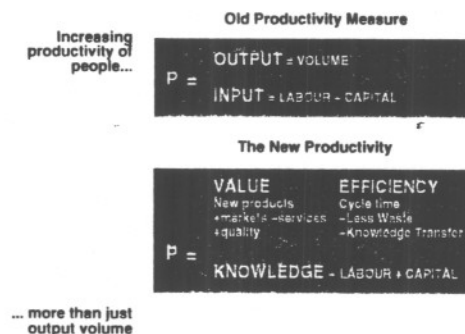 Old Productivity Measure
Increasing
productivity of
people...
OUTPUT = VOLUME
P =
INPUT = LABOUR - CAPITAL
The New Productivity
VALUE EFFICIENCY
New products Cycle time
+markets -services -Less Waste
+quality -Knowledge Transfer
P =
KNOWLEDGE - LABOUR + CAPITAL
... more than just
output volume